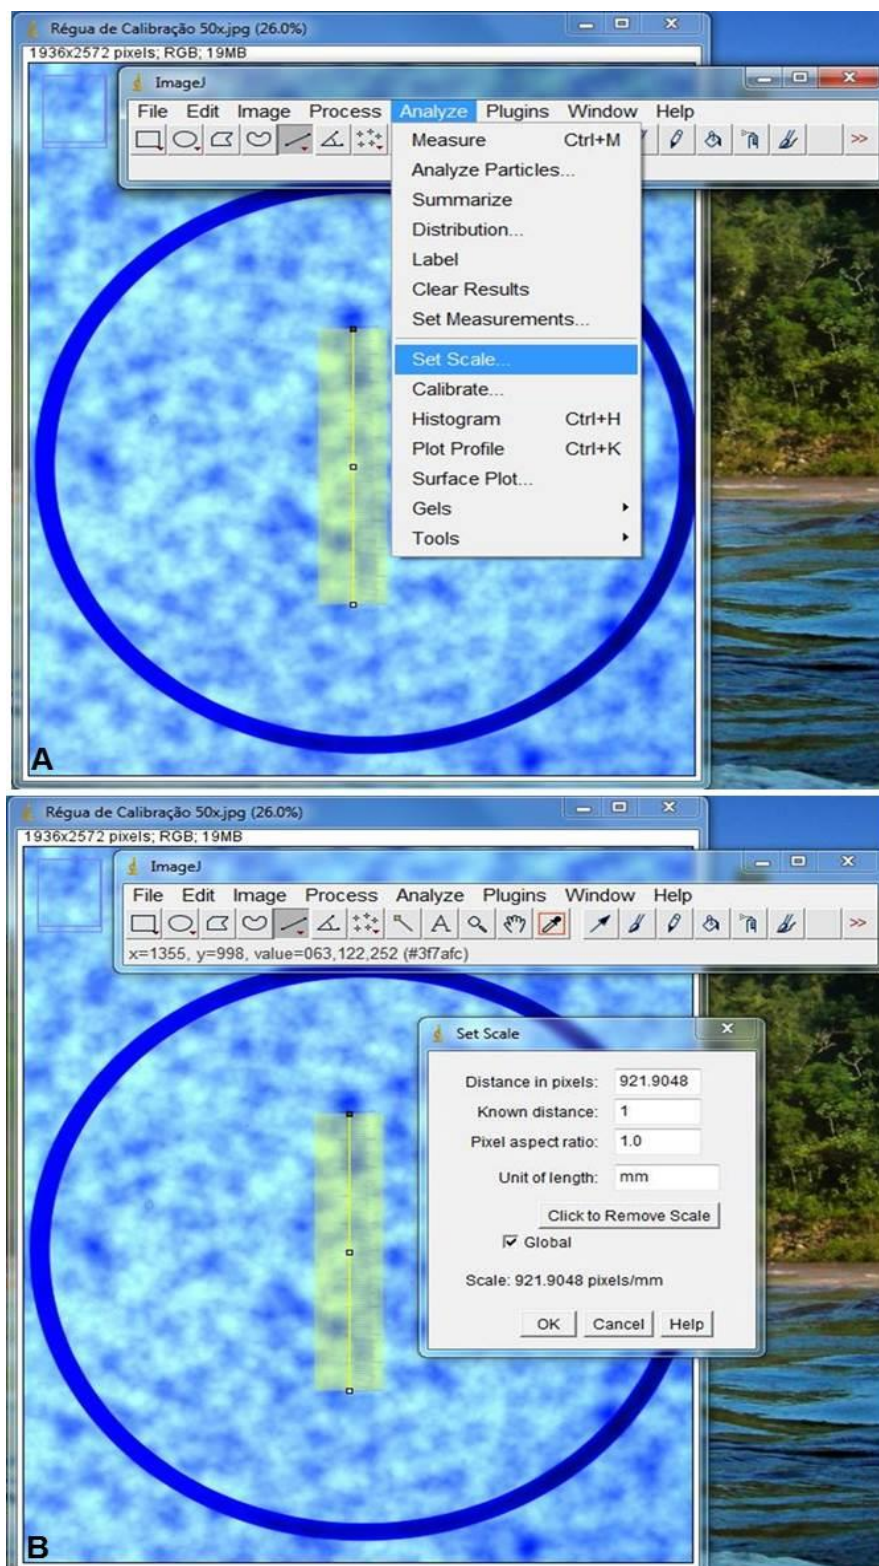 Régua de Calibração 50x.jpg (26.0%)
1936x2572 pixels; RGB; 19MB
ImageJ
File Edit Image Process Analyze Plugins Window Help
>>
Measure Ctrl+M
Analyze Particles...
Summarize
Distribution...
Label
Clear Results
Set Measurements...
Set Scale...
Calibrate...
Histogram Ctrl+H
Plot Profile Ctrl+K
Surface Plot...
Gels
Tools
A
Régua de Calibração 50x.jpg (26.0%)
1936x2572 pixels; RGB; 19MB
ImageJ
File Edit Image Process Analyze Plugins Window Help
A >>
x=1355, y=998, value=063,122,252 (#3f7afc)
Set Scale
Distance in pixels: 921.9048
Known distance: 1
Pixel aspect ratio: 1.0
Unit of length: mm
Click to Remove Scale
Global
Scale: 921.9048 pixels/mm
OK Cancel Help
B